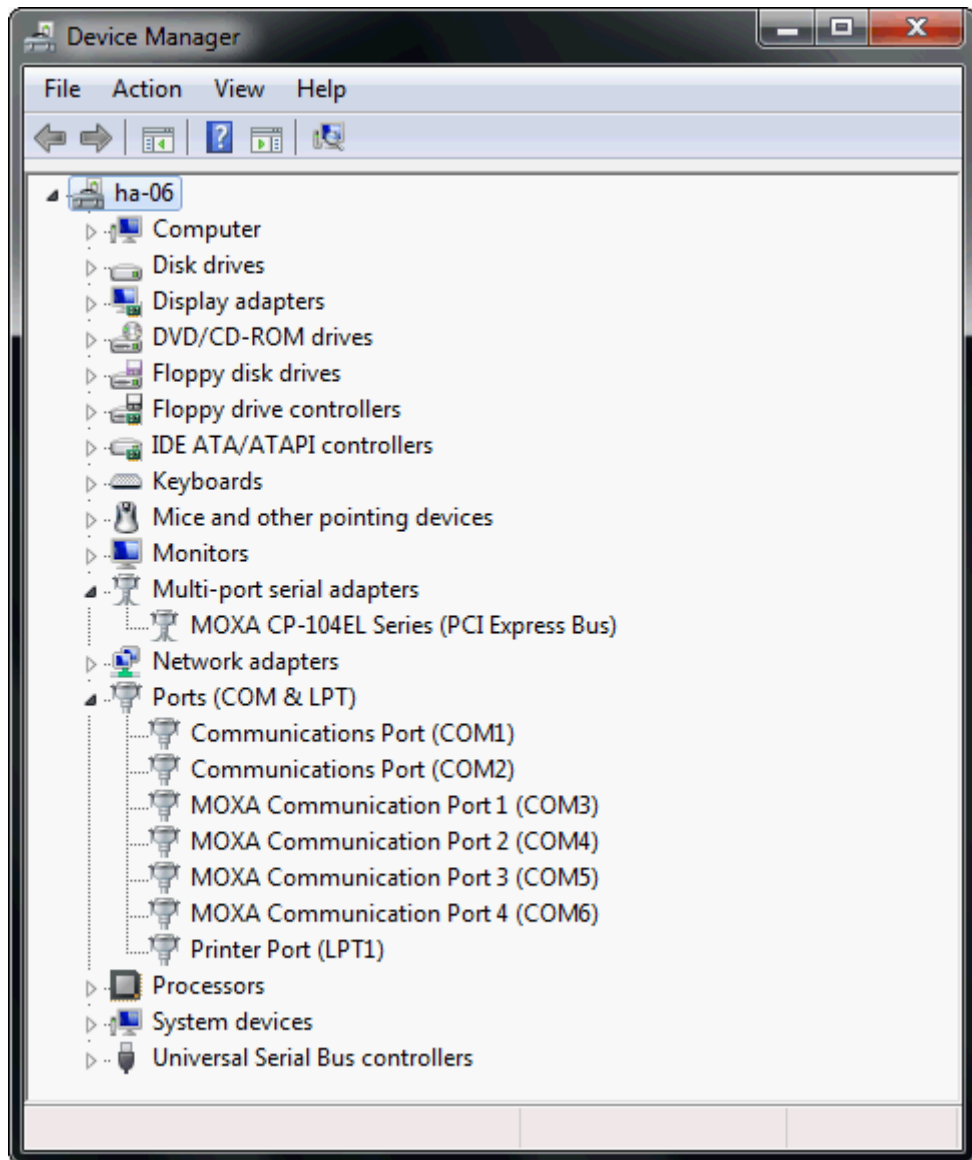 Device Manager
File Action View Help
ha-06
Computer
Disk drives
Display adapters
DVD/CD-ROM drives
Floppy disk drives
Floppy drive controllers
IDE ATA/ATAPI controllers
Keyboards
Mice and other pointing devices
Monitors
Multi-port serial adapters
MOXA CP-104EL Series (PCI Express Bus)
Network adapters
Ports (COM & LPT)
Communications Port (COM1)
Communications Port (COM2)
MOXA Communication Port 1 (COM3)
MOXA Communication Port 2 (COM4)
MOXA Communication Port 3 (COM5)
MOXA Communication Port 4 (COM6)
Printer Port (LPT1)
Processors
System devices
Universal Serial Bus controllers